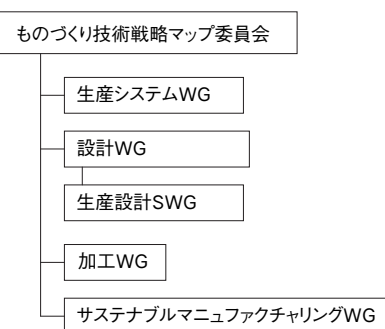 ものづくり技術戦略マップ委員会
生産システムWG
設計WG
生産設計SWG
加工WG
サステナブルマニュファクチャリングWG